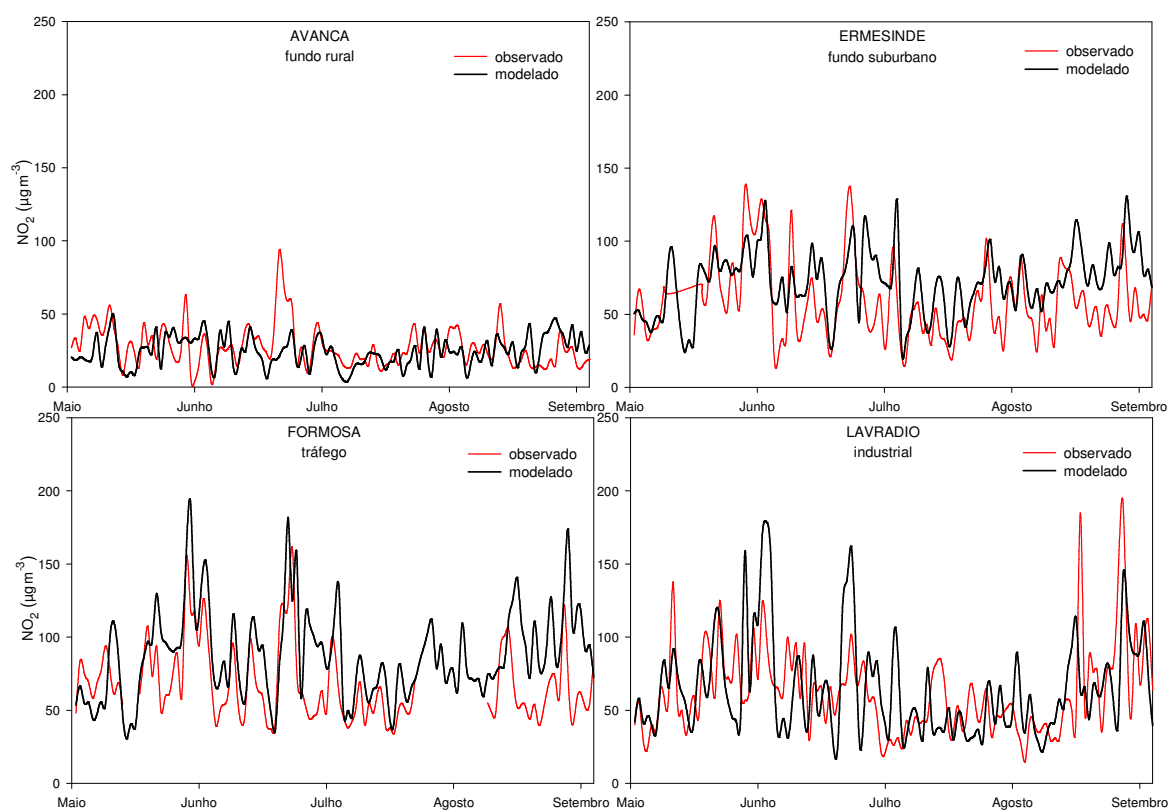 AVANCA
fundo rural
observado
modelado
NO2 (µgm-3)
250
200
150
100
50
0
Maio Junho Julho Agosto Setembro
ERMESINDE
fundo suburbano
observado
modelado
250
200
150
100
50
0
Maio Junho Julho Agosto Setembro
FORMOSA
tráfego
observado
modelado
NO2 (µgm-3)
250
200
150
100
50
0
Maio Junho Julho Agosto Setembro
LAVRADIO
industrial
observado
modelado
250
200
150
100
50
0
Maio Junho Julho Agosto Setembro